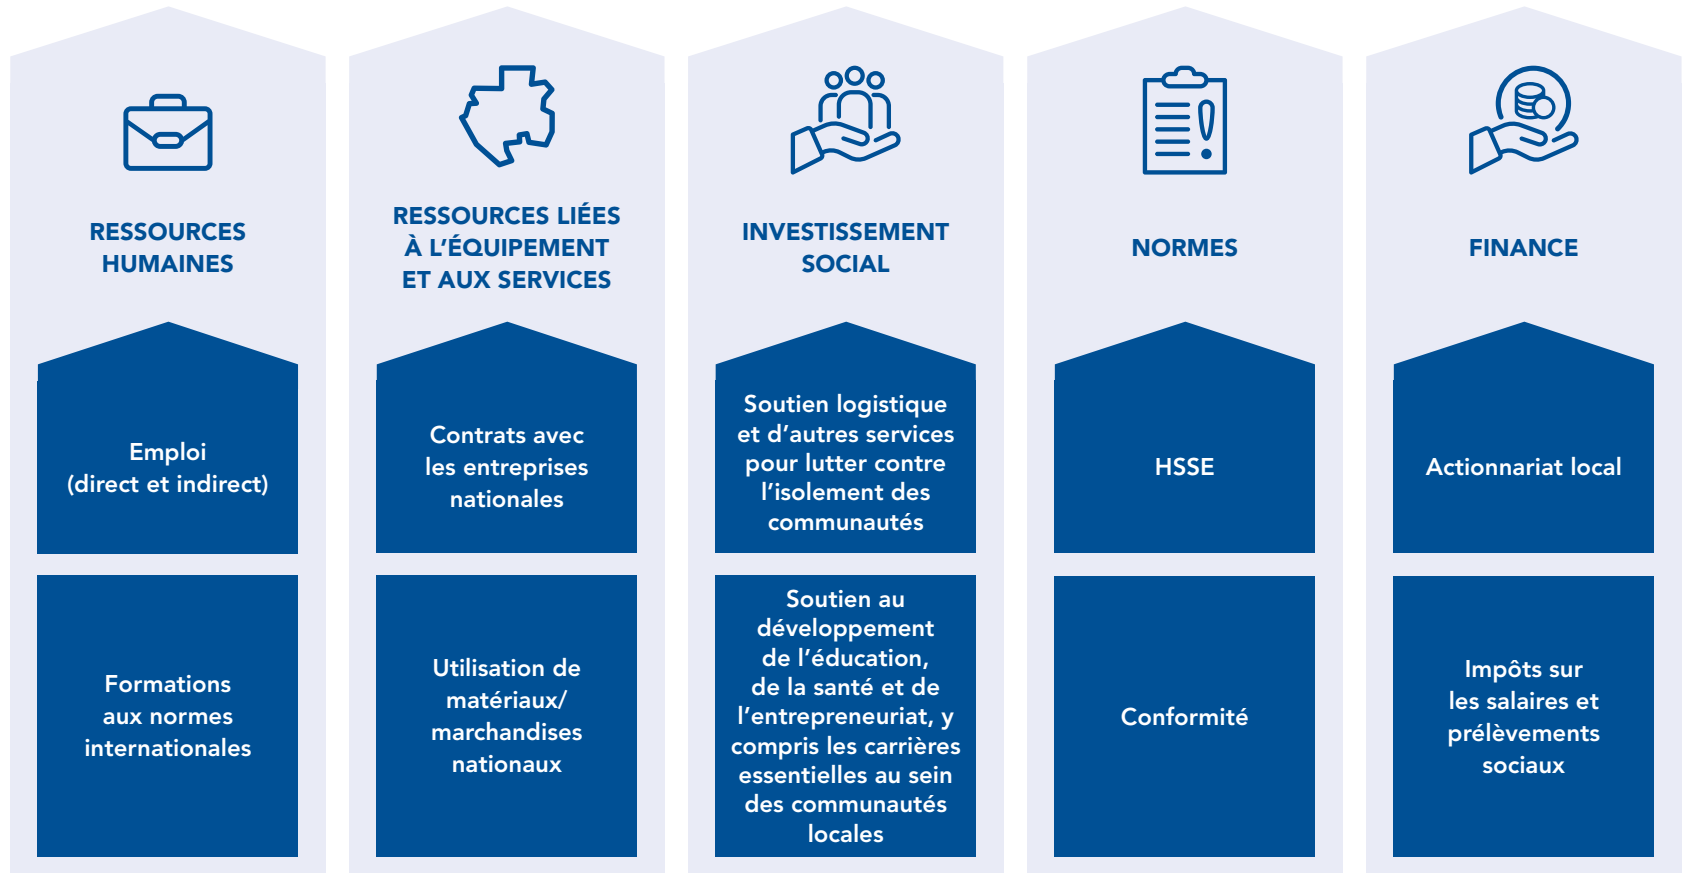 RESSOURCES
HUMAINES
Emploi
(direct et indirect)
Formations
aux normes
internationales
RESSOURCES LIÉES
À L’ÉQUIPEMENT
ET AUX SERVICES
Contrats avec
les entreprises
nationales
Utilisation de
matériaux/
marchandises
nationaux
INVESTISSEMENT
SOCIAL
Soutien logistique
et d’autres services
pour lutter contre
l’isolement des
communautés
Soutien au
développement
de l’éducation,
de la santé et de
l’entrepreneuriat, y
compris les carrières
essentielles au sein
des communautés
locales
NORMES
HSSE
Conformité
FINANCE
Actionnariat local
Impôts sur
les salaires et
prélèvements
sociaux